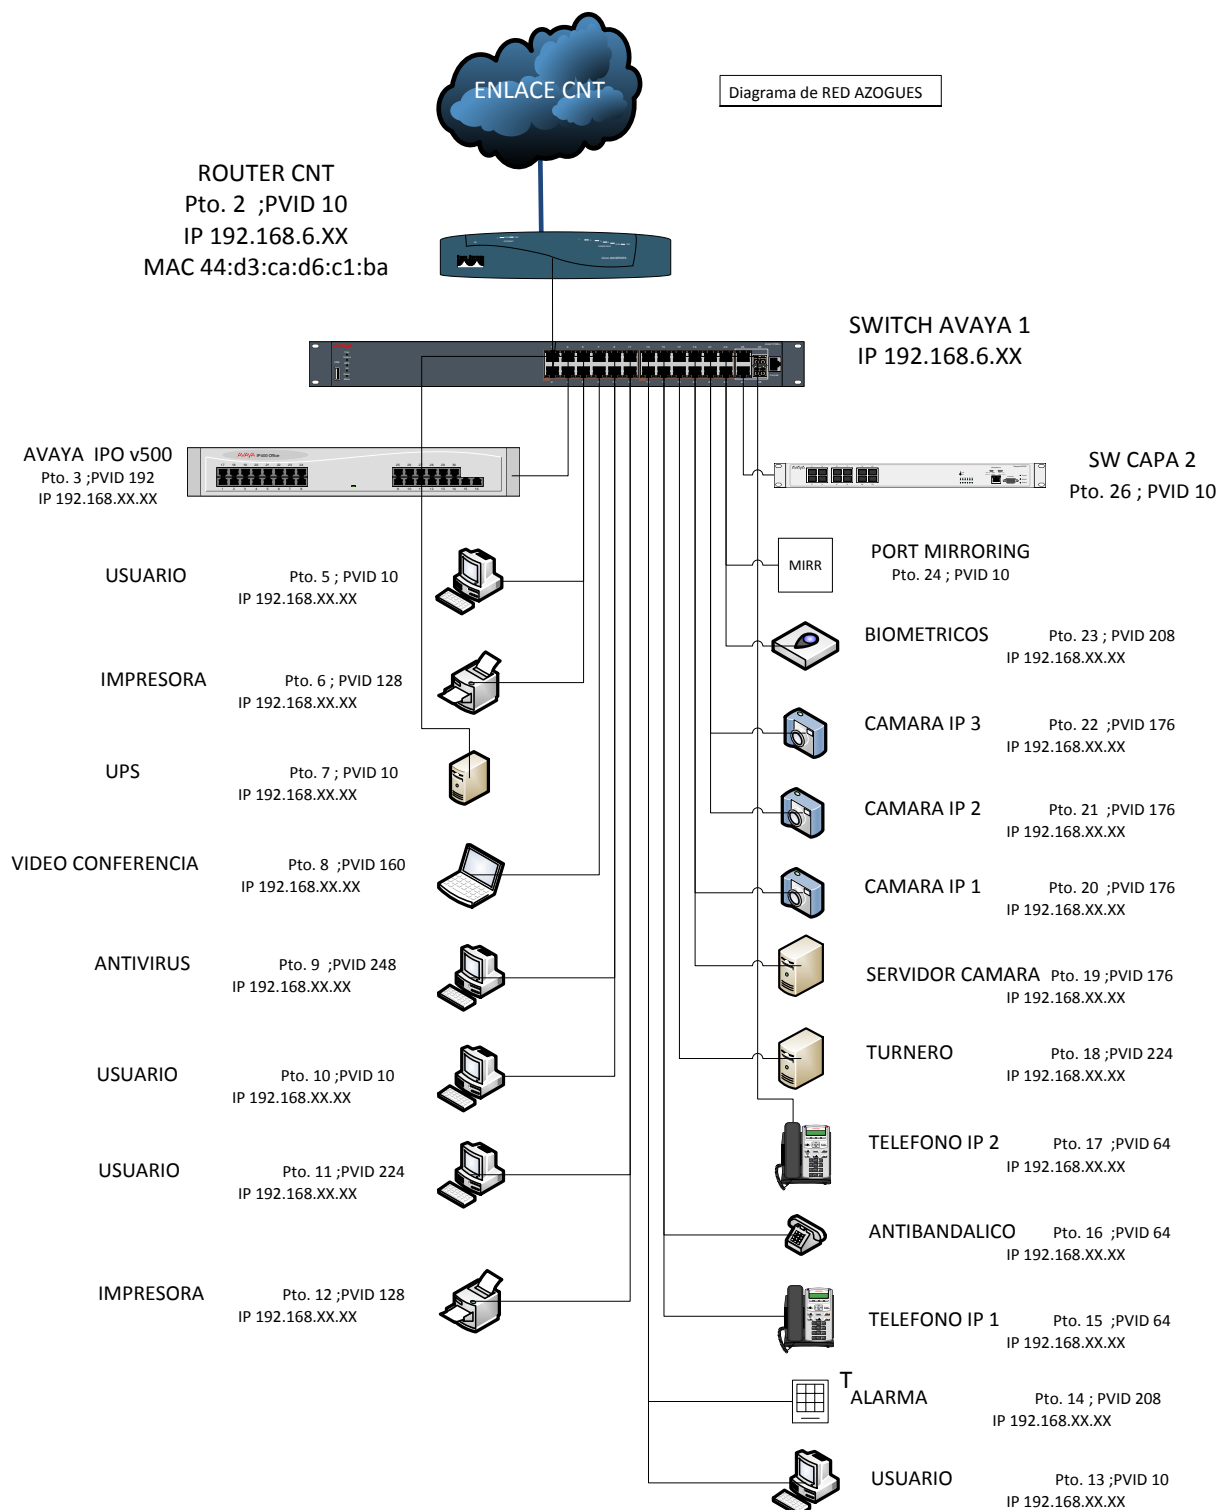 ENLACE CNT
Diagrama de RED AZOGUES
ROUTER CNT
Pto. 2 ;PVID 10
IP 192.168.6.XX
MAC 44:d3:ca:d6:c1:ba
SWITCH AVAYA 1
IP 192.168.6.XX
AVAYA IPO v500
Pto. 3 ;PVID 192
IP 192.168.XX.XX
SW CAPA 2
Pto. 26 ; PVID 10
USUARIO Pto. 5 ; PVID 10
IP 192.168.XX.XX
IMPRESORA Pto. 6 ; PVID 128
IP 192.168.XX.XX
UPS Pto. 7 ; PVID 10
IP 192.168.XX.XX
VIDEO CONFERENCIA Pto. 8 ;PVID 160
IP 192.168.XX.XX
ANTIVIRUS Pto. 9 ;PVID 248
IP 192.168.XX.XX
USUARIO Pto. 10 ;PVID 10
IP 192.168.XX.XX
USUARIO Pto. 11 ;PVID 224
IP 192.168.XX.XX
IMPRESORA Pto. 12 ;PVID 128
IP 192.168.XX.XX
MIRR
PORT MIRRORING
Pto. 24 ; PVID 10
BIOMETRICOS Pto. 23 ; PVID 208
IP 192.168.XX.XX
CAMARA IP 3 Pto. 22 ;PVID 176
IP 192.168.XX.XX
CAMARA IP 2 Pto. 21 ;PVID 176
IP 192.168.XX.XX
CAMARA IP 1 Pto. 20 ;PVID 176
IP 192.168.XX.XX
SERVIDOR CAMARA Pto. 19 ;PVID 176
IP 192.168.XX.XX
TURNERO Pto. 18 ;PVID 224
IP 192.168.XX.XX
TELEFONO IP 2 Pto. 17 ;PVID 64
IP 192.168.XX.XX
ANTIBANDALICO Pto. 16 ;PVID 64
IP 192.168.XX.XX
TELEFONO IP 1 Pto. 15 ;PVID 64
IP 192.168.XX.XX
T
ALARMA Pto. 14 ; PVID 208
IP 192.168.XX.XX
USUARIO Pto. 13 ;PVID 10
IP 192.168.XX.XX